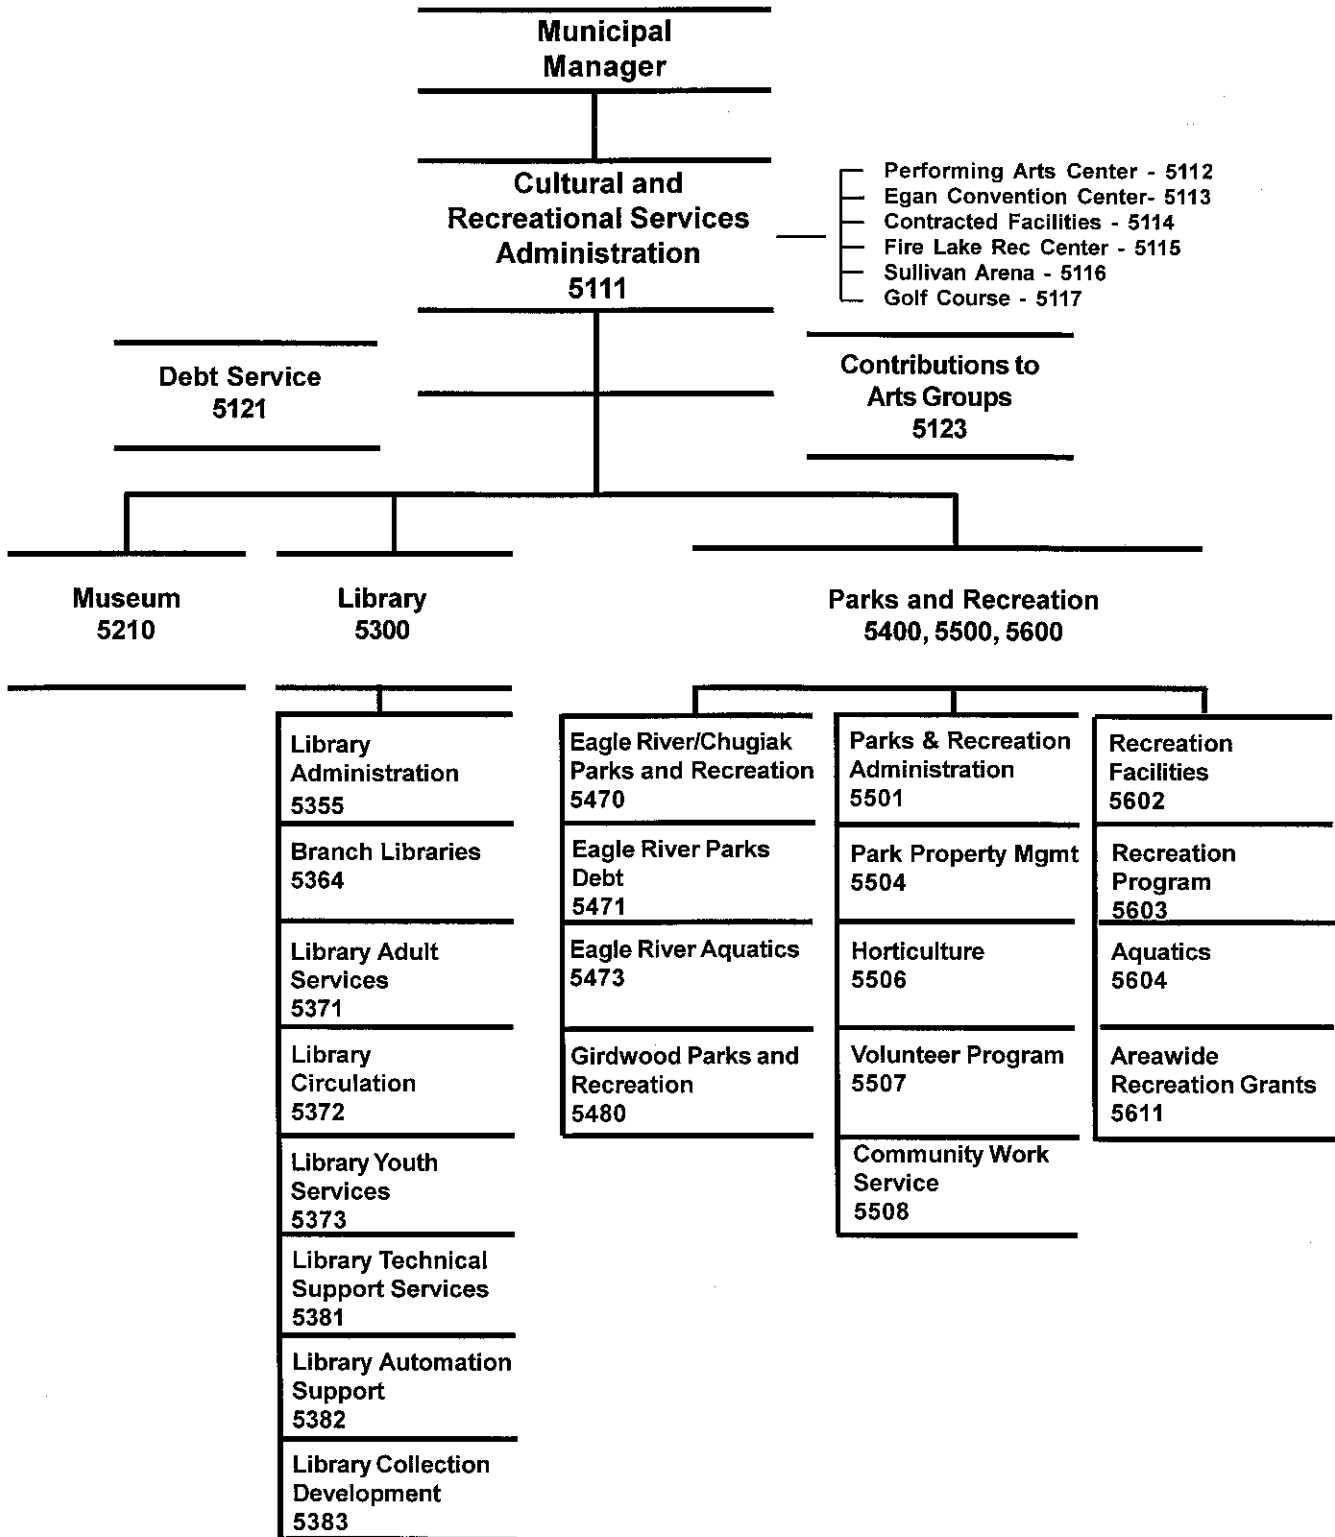 Municipal
Manager
Cultural and
Recreational Services
Administration
5111
Performing Arts Center - 5112
Egan Convention Center- 5113
Contracted Facilities - 5114
Fire Lake Rec Center - 5115
Sullivan Arena - 5116
Golf Course - 5117
Debt Service
5121
Contributions to
Arts Groups
5123
Museum
5210
Library
5300
Parks and Recreation
5400, 5500, 5600
Library
Administration
5355
Branch Libraries
5364
Library Adult
Services
5371
Library
Circulation
5372
Library Youth
Services
5373
Library Technical
Support Services
5381
Library Automation
Support
5382
Library Collection
Development
5383
Eagle River/Chugiak
Parks and Recreation
5470
Eagle River Parks
Debt
5471
Eagle River Aquatics
5473
Girdwood Parks and
Recreation
5480
Parks & Recreation
Administration
5501
Park Property Mgmt
5504
Horticulture
5506
Volunteer Program
5507
Community Work
Service
5508
Recreation
Facilities
5602
Recreation
Program
5603
Aquatics
5604
Areawide
Recreation Grants
5611